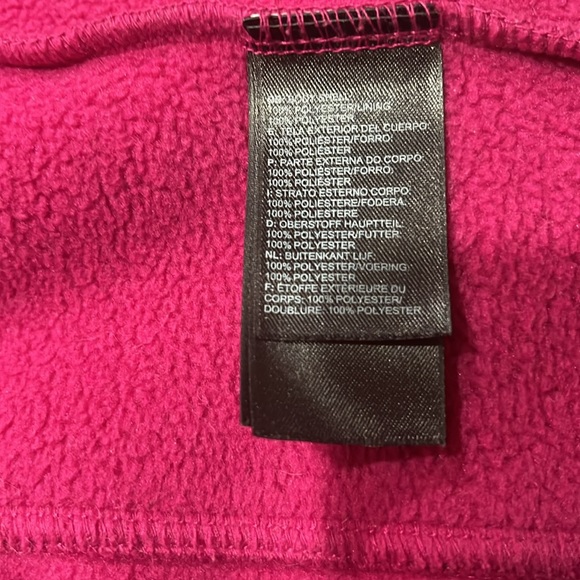 BODY SHELL:
POLYESTER/LINING:
100% POLYESTER
E: TELA EXTERIOR DEL CUERPO:
100% POLIÉSTER/FORRO:
100% POLIÉSTER
P: PARTE EXTERNA DO CORPO:
100% POLIÉSTER/FORRO:
100% POLIÉSTER
I: STRATO ESTERNO CORPO:
100% POLIESTERE/FODERA:
100% POLIESTERE
D: OBERSTOFF HAUPTTEIL:
100% POLYESTER/FUTTER:
100% POLYESTER
NL: BUITENKANT LIJF:
100% POLYESTER/VOERING:
100% POLYESTER
F: ÉTOFFE EXTÉRIEURE DU
CORPS: 100% POLYESTER/
DOUBLURE: 100% POLYESTER